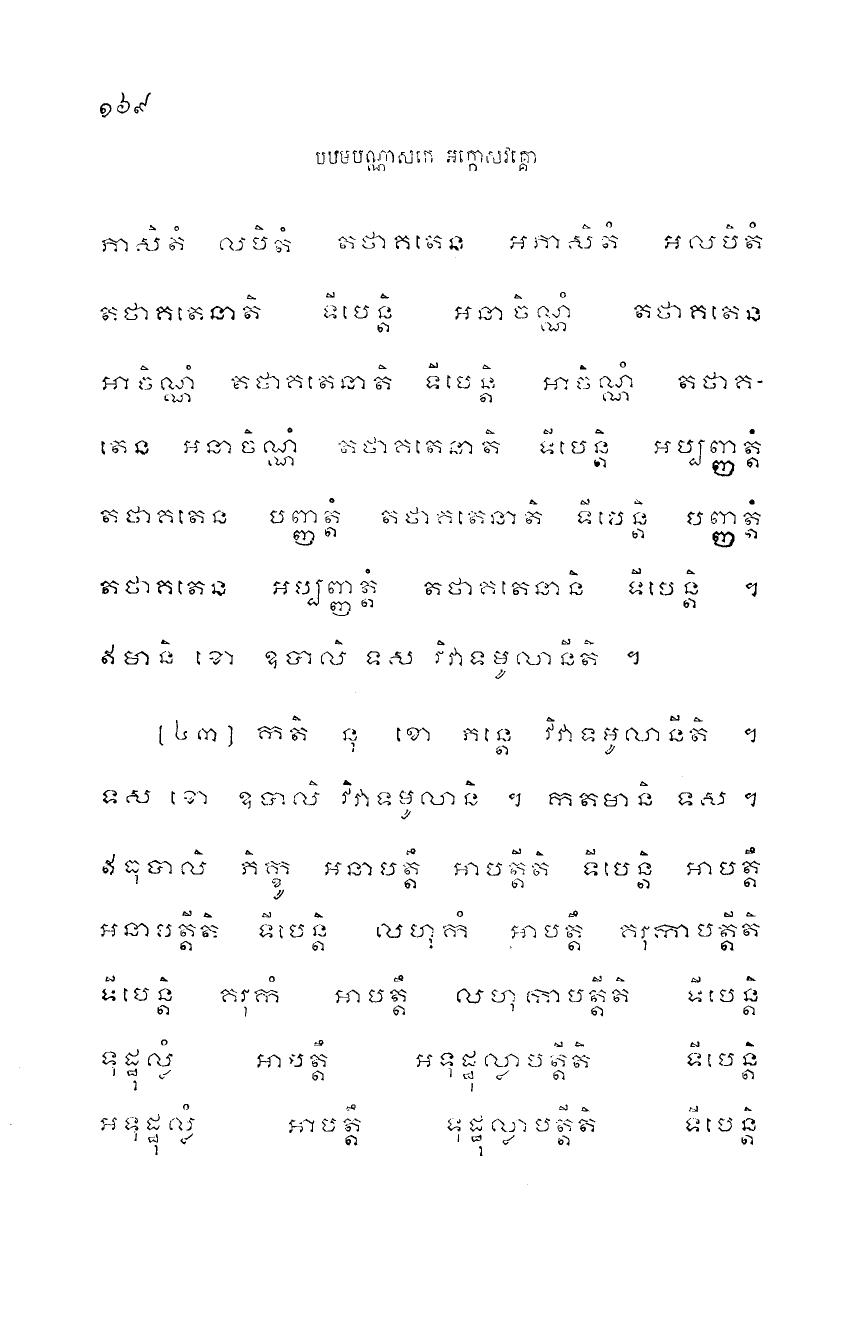 ១៦៩
បឋមបណ្ណាសកេ អក្កោសវគ្គោ
ភាសិតំ លបិតំ តថាគតេន អភាសិតំ អលបិតំ
តថាគតេនាតិ ទីបេន្តិ អនាចិណ្ណំ តថាគតេន
អាចិណ្ណំ តថាគតេនាតិ ទីបេន្តិ អាចិណ្ណំ តថាគ-
តេន អនាចិណ្ណំ តថាគតេនាតិ ទីបេន្តិ អប្បញ្ញត្តំ
តថាគតេន បញ្ញត្តំ តថាគតេនាតិ ទីបេន្តិ បញ្ញត្តំ
តថាគតេន អប្បញ្ញត្តំ តថាគតេនាតិ ទីបេន្តិ ។
ឥមានិ ខោ ឧបាលិ ទស វិវាទមូលានីតិ ។
[៤៣] កតិ នុ ខោ ភន្តេ វិវាទមូលានីតិ ។
ទស ខោ ឧបាលិ វិវាទមូលានិ ។ កតមានិ ទស ។
ឥធុបាលិ ភិក្ខូ អនាបត្តឹ អាបត្តីតិ ទីបេន្តិ អាបត្តឹ
អនាបត្តីតិ ទីបេន្តិ លហុកំ អាបត្តឹ គរុកាបត្តីតិ
ទីបេន្តិ គរុកំ អាបត្តឹ លហុកាបត្តីតិ ទីបេន្តិ
ទុដ្ឋុល្លំ អាបត្តឹ អទុដ្ឋុល្លាបត្តីតិ ទីបេន្តិ
អទុដ្ឋុល្លំ អាបត្តឹ ទុដ្ឋុល្លាបត្តីតិ ទីបេន្តិ